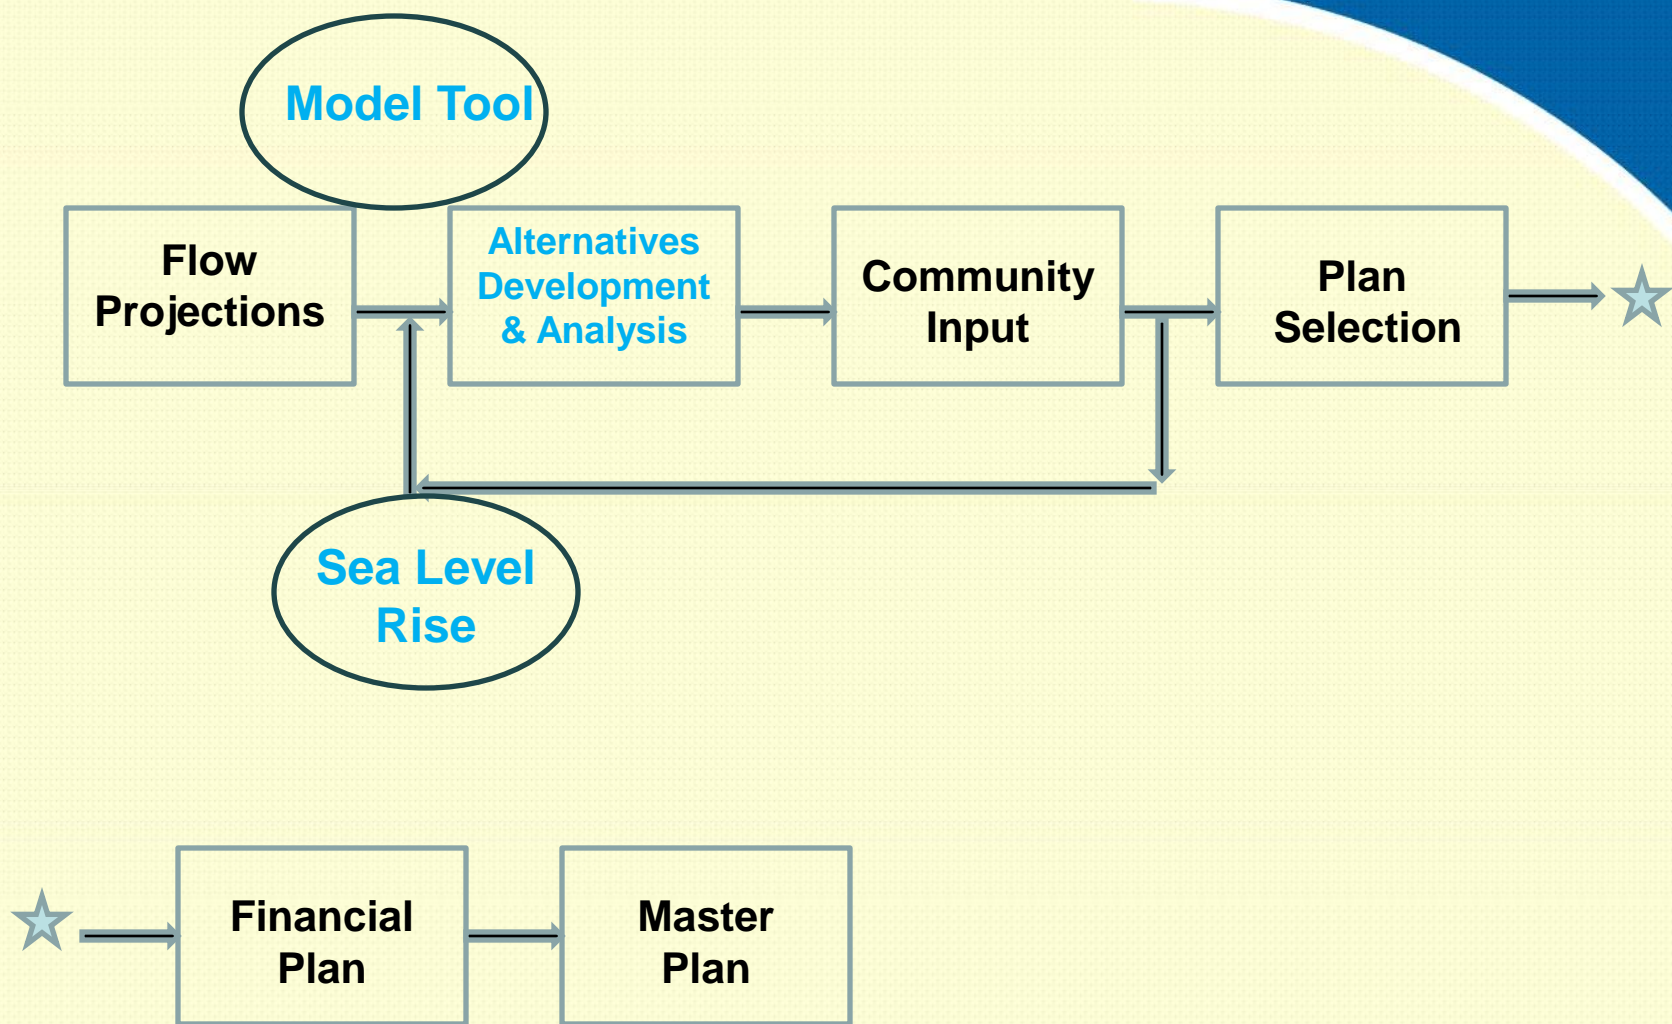 Model Tool
Flow
Projections
Alternatives
Development
& Analysis
Community
Input
Plan
Selection
Sea Level
Rise
Financial
Plan
Master
Plan